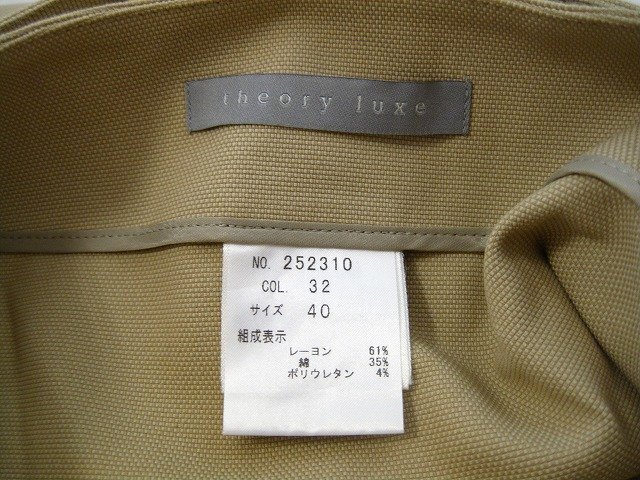 theory luxe
NO. 252310
COL. 32
サイズ 40
組成表示
レーヨン 61%
綿 35%
ポリウレタン 4%